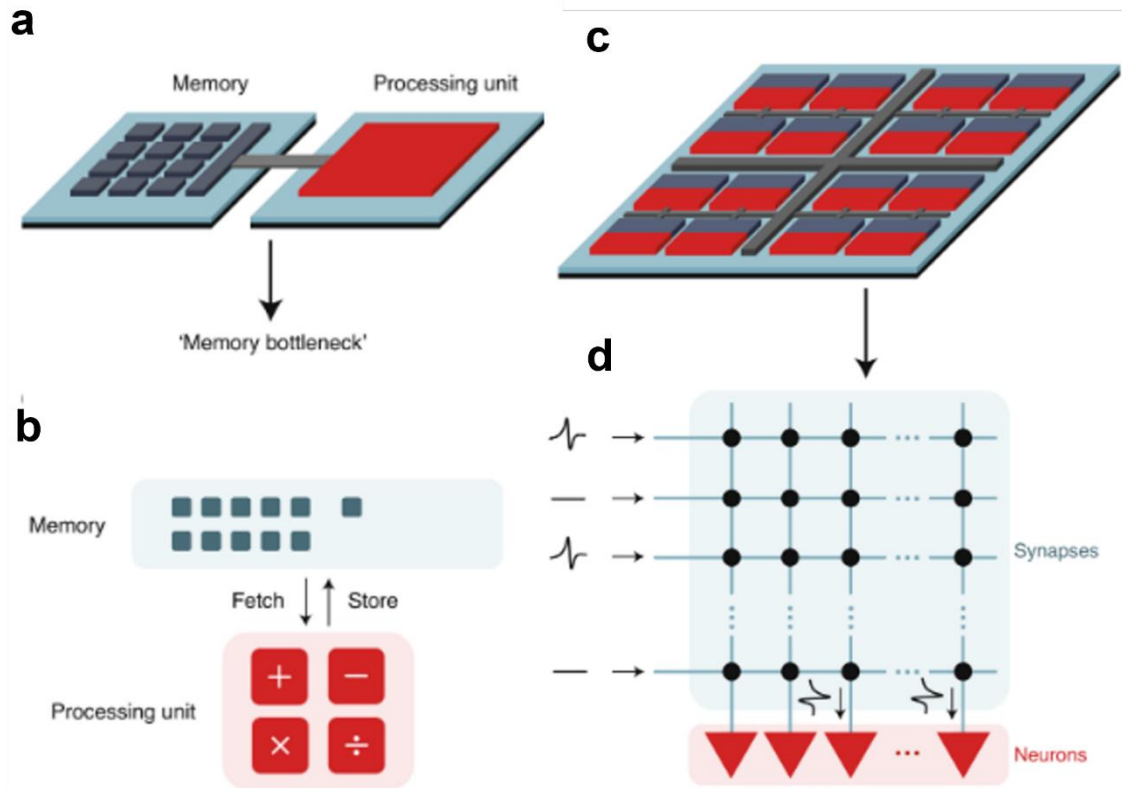 a
Memory
Processing unit
'Memory bottleneck'
b
Memory
Fetch
Store
Processing unit
+
−
×
÷
c
d
Synapses
Neurons